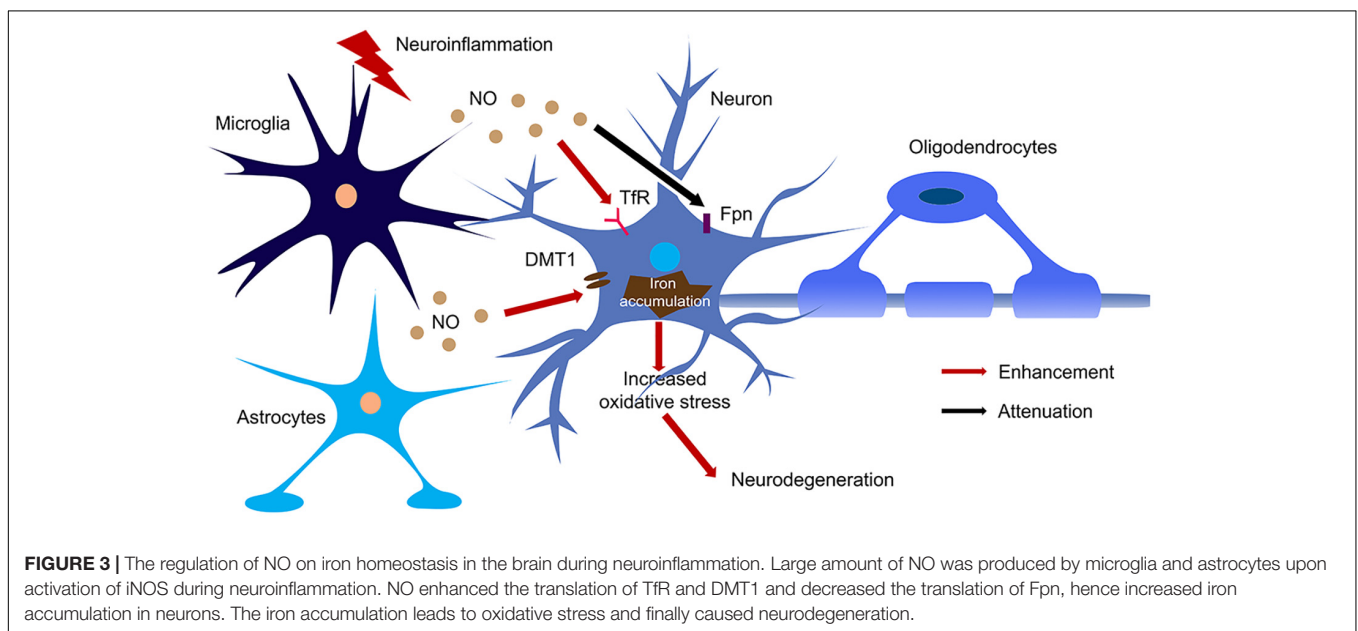 Neuroinflammation
NO
Neuron
Microglia
Oligodendrocytes
TfR
Fpn
DMT1
Iron
accumulation
NO
Increased
oxidative stress
Enhancement
Attenuation
Astrocytes
Neurodegeneration
FIGURE 3 | The regulation of NO on iron homeostasis in the brain during neuroinflammation. Large amount of NO was produced by microglia and astrocytes upon
activation of iNOS during neuroinflammation. NO enhanced the translation of TfR and DMT1 and decreased the translation of Fpn, hence increased iron
accumulation in neurons. The iron accumulation leads to oxidative stress and finally caused neurodegeneration.